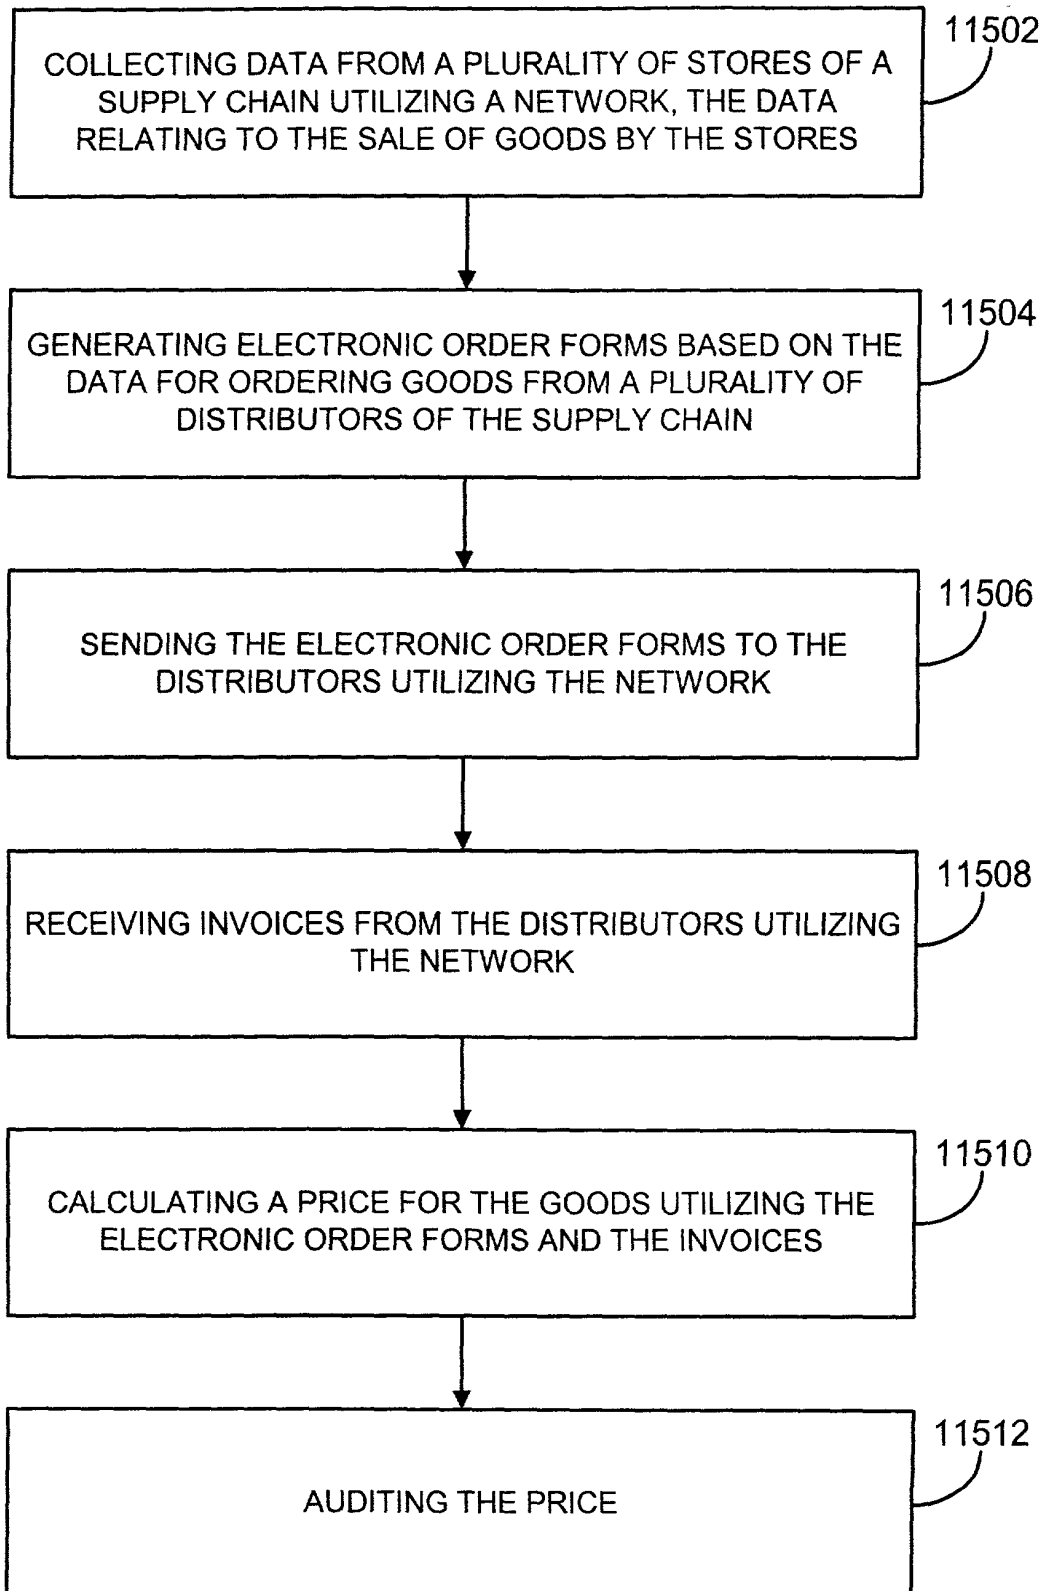 11502
COLLECTING DATA FROM A PLURALITY OF STORES OF A
SUPPLY CHAIN UTILIZING A NETWORK, THE DATA
RELATING TO THE SALE OF GOODS BY THE STORES
11504
GENERATING ELECTRONIC ORDER FORMS BASED ON THE
DATA FOR ORDERING GOODS FROM A PLURALITY OF
DISTRIBUTORS OF THE SUPPLY CHAIN
11506
SENDING THE ELECTRONIC ORDER FORMS TO THE
DISTRIBUTORS UTILIZING THE NETWORK
11508
RECEIVING INVOICES FROM THE DISTRIBUTORS UTILIZING
THE NETWORK
11510
CALCULATING A PRICE FOR THE GOODS UTILIZING THE
ELECTRONIC ORDER FORMS AND THE INVOICES
11512
AUDITING THE PRICE